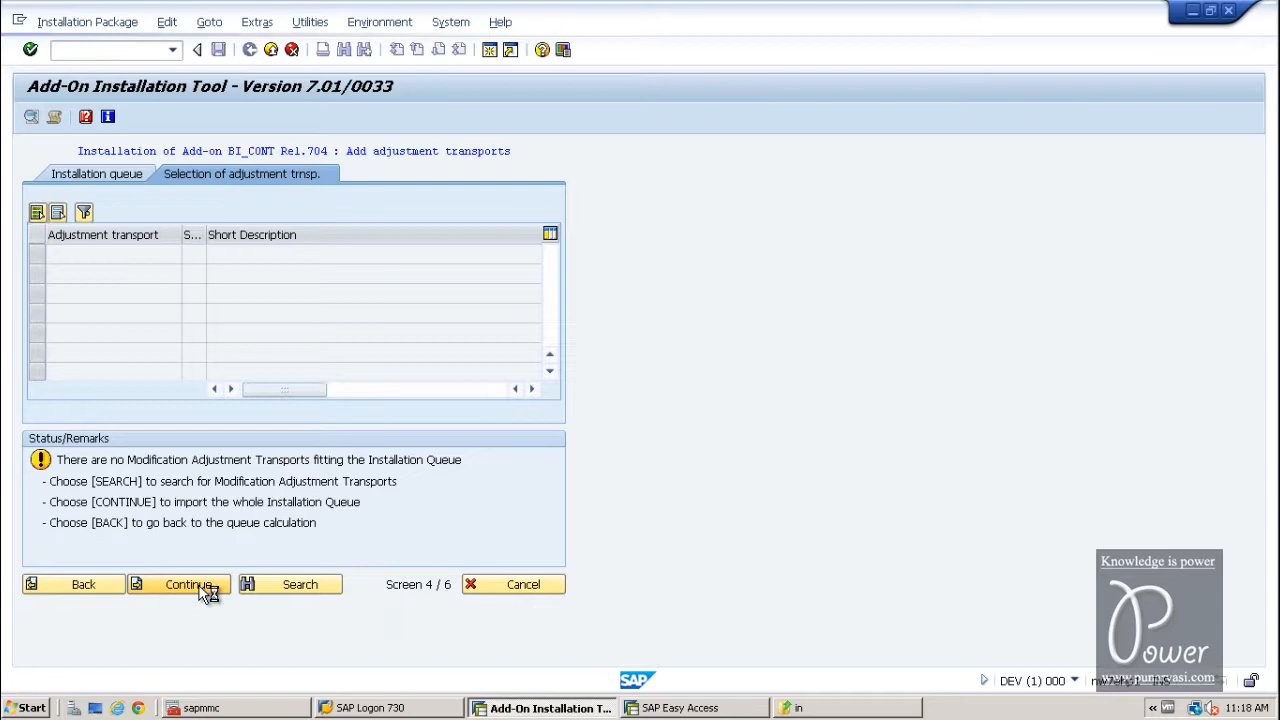 Installation Package Edit Goto Extras Utilities Environment System Help
Add-On Installation Tool - Version 7.01/0033
Installation of Add-on BI_CONT Rel.704 : Add adjustment transports
Installation queue Selection of adjustment trnsp.
Adjustment transport S... Short Description
Status/Remarks
There are no Modification Adjustment Transports fitting the Installation Queue
- Choose [SEARCH] to search for Modification Adjustment Transports
- Choose [CONTINUE] to import the whole Installation Queue
- Choose [BACK] to go back to the queue calculation
Back Continue Search Screen 4 / 6 Cancel
Knowledge is power
Power
SAP DEV (1) 000
Start sapmmc SAP Logon 730 Add-On Installation T... SAP Easy Access in 11:18 AM